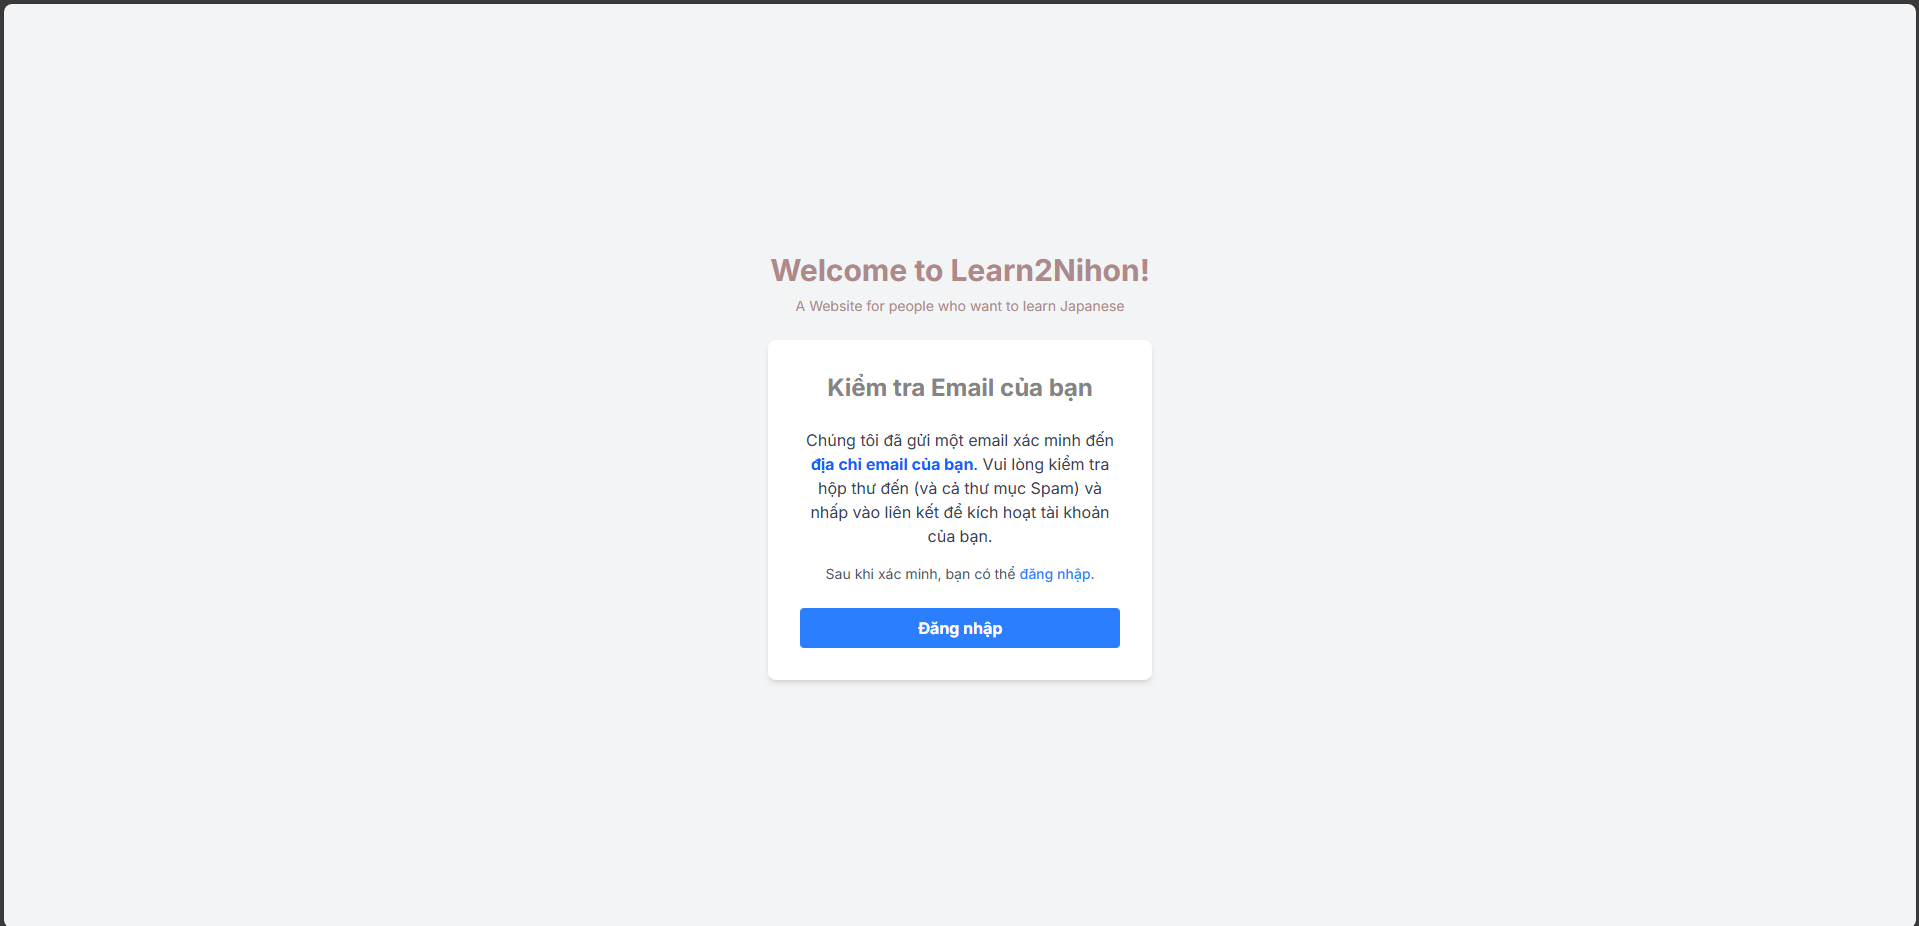 Welcome to Learn2Nihon!
A Website for people who want to learn Japanese
Kiểm tra Email của bạn
Chúng tôi đã gửi một email xác minh đến
địa chỉ email của bạn. Vui lòng kiểm tra
hộp thư đến (và cả thư mục Spam) và
nhấp vào liên kết để kích hoạt tài khoản
của bạn.
Sau khi xác minh, bạn có thể đăng nhập.
Đăng nhập